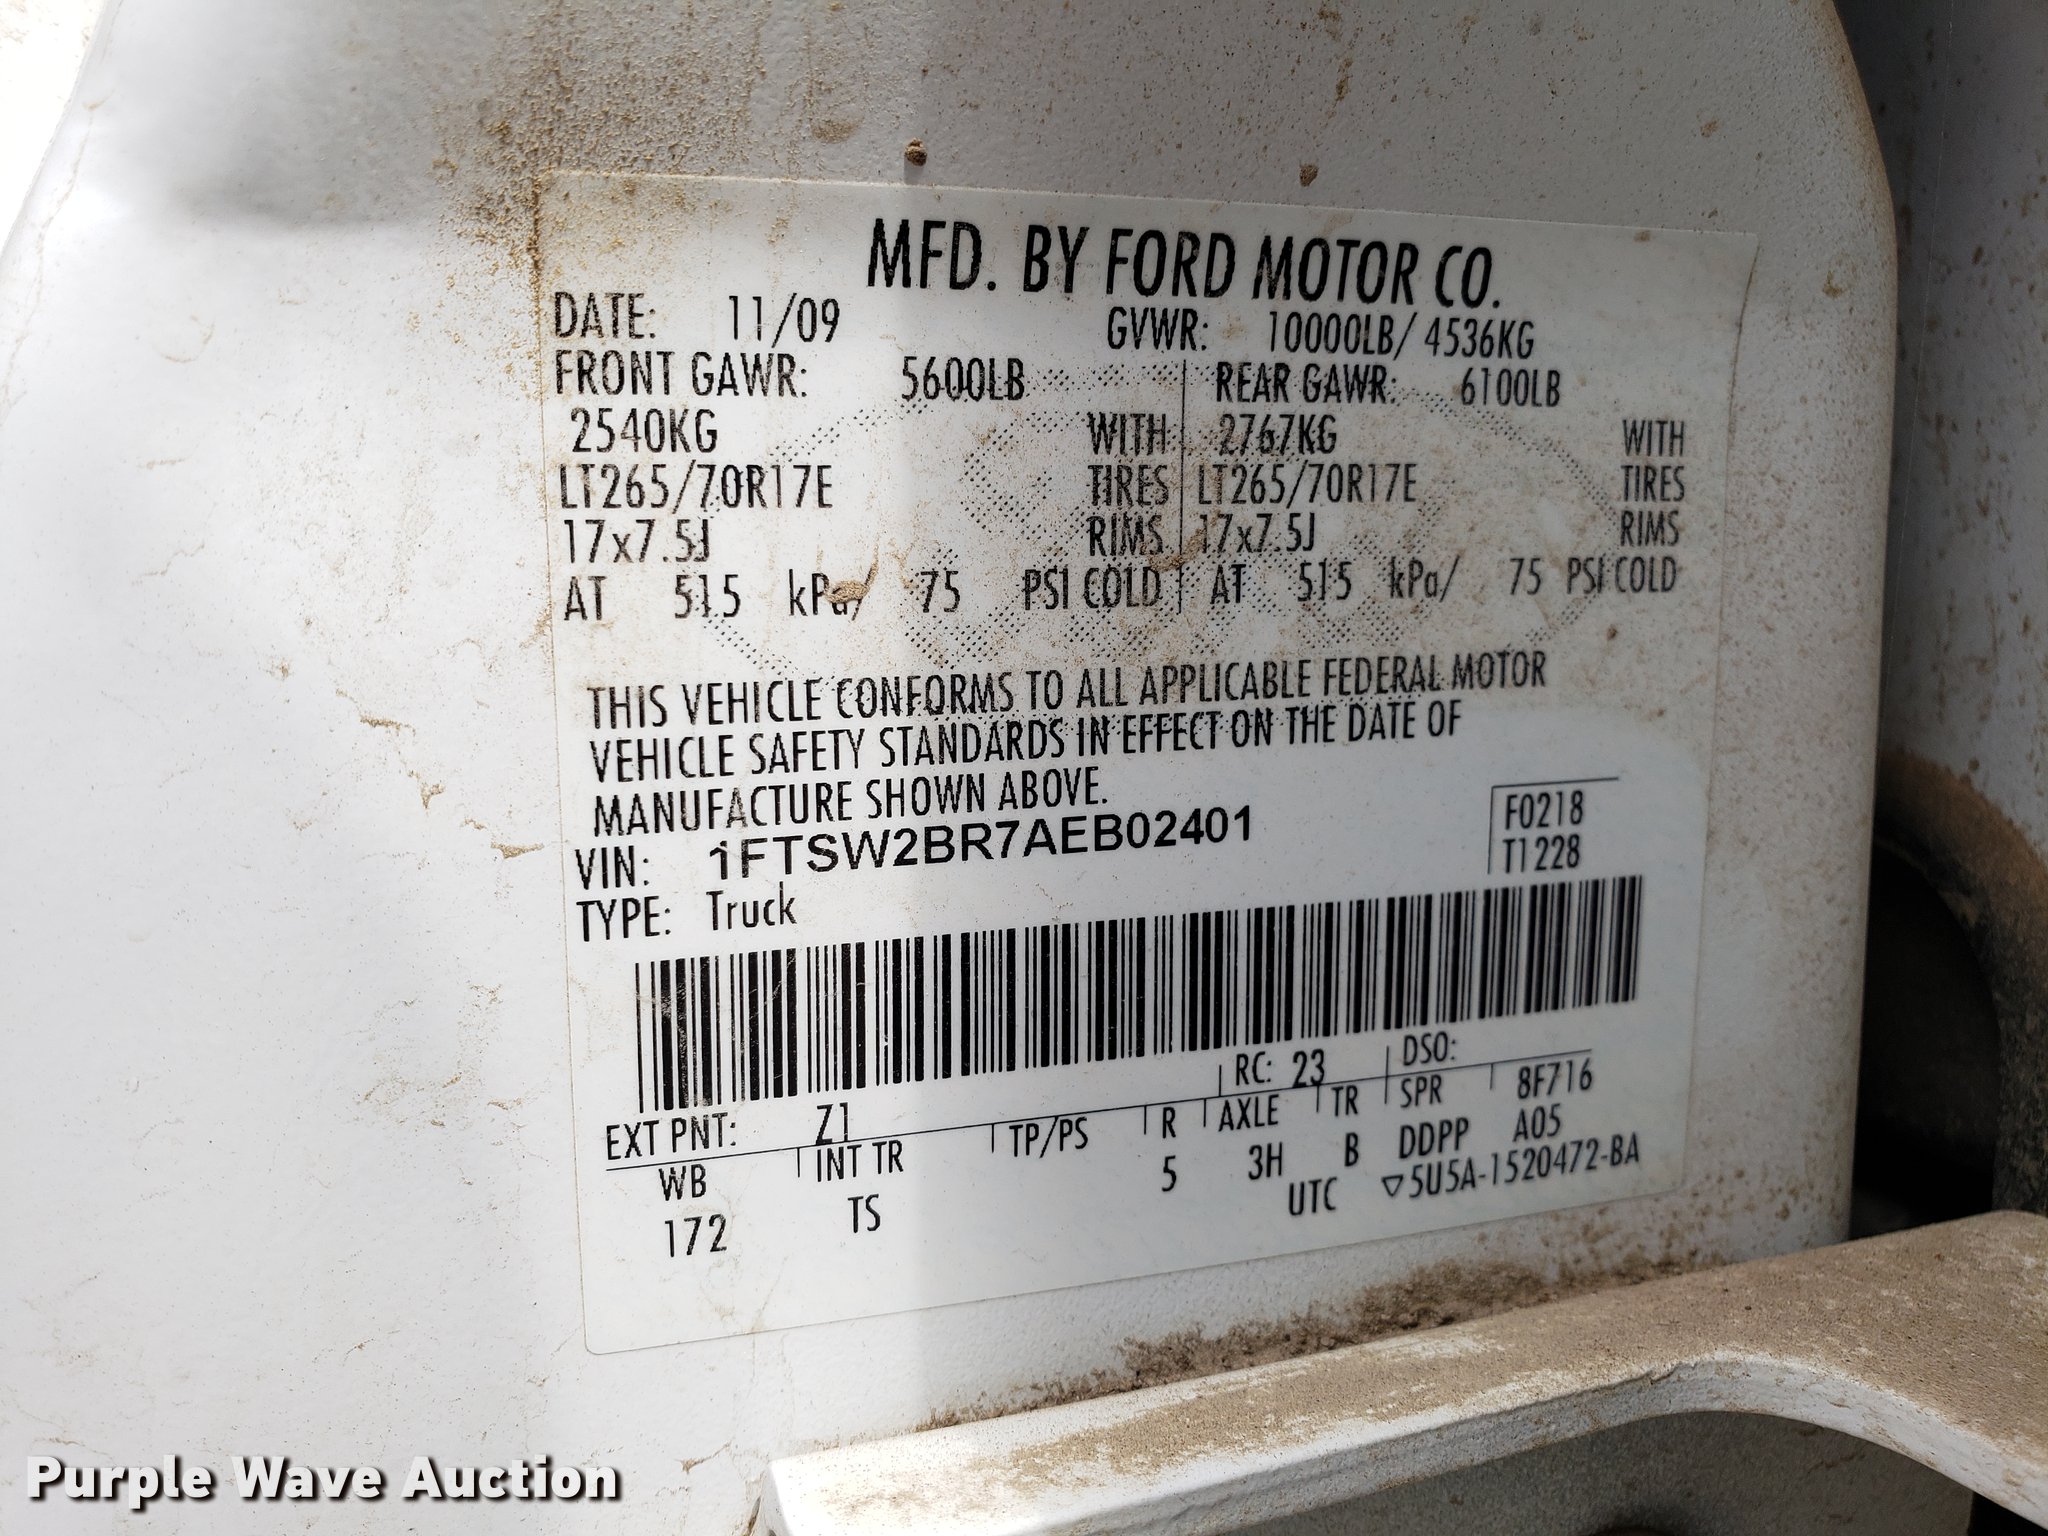 MFD. BY FORD MOTOR CO.
DATE: 11/09 GVWR: 10000LB/ 4536KG
FRONT GAWR: 5600LB REAR GAWR: 6100LB
2540KG WITH 2767KG WITH
LT265/70R17E TIRES LT265/70R17E TIRES
17x7.5J RIMS 17x7.5J RIMS
AT 515 kPa/ 75 PSI COLD AT 515 kPa/ 75 PSI COLD
THIS VEHICLE CONFORMS TO ALL APPLICABLE FEDERAL MOTOR
VEHICLE SAFETY STANDARDS IN EFFECT ON THE DATE OF
MANUFACTURE SHOWN ABOVE.
VIN: 1FTSW2BR7AEB02401
F0218
T1228
TYPE: Truck
EXT PNT: Z1 RC: 23 DSO:
WB INT TR TP/PS R AXLE TR SPR 8F716
172 TS 5 3H B DDPP A05
UTC ▽5U5A-1520472-BA
Purple Wave Auction